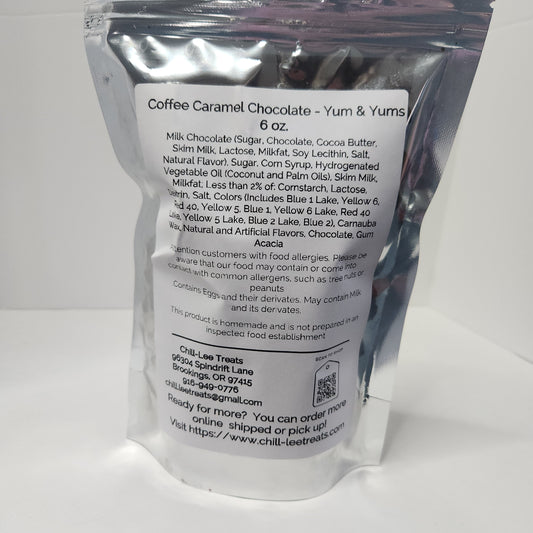 Coffee Caramel Chocolate - Yum & Yums
6 oz.
Milk Chocolate (Sugar, Chocolate, Cocoa Butter,
Skim Milk, Lactose, Milkfat, Soy Lecithin, Salt,
Natural Flavor), Sugar, Corn Syrup, Hydrogenated
Vegetable Oil (Coconut and Palm Oils), Skim Milk,
Milkfat, Less than 2% of: Cornstarch, Lactose,
Salt, Colors (Includes Blue 1 Lake, Yellow 6,
Red 40, Yellow 5, Blue 1, Yellow 6 Lake, Red 40
Lake, Yellow 5 Lake, Blue 2 Lake, Blue 2), Carnauba
Wax, Natural and Artificial Flavors, Chocolate, Gum
Acacia
Attention customers with food allergies. Please be
aware that our food may contain or come into
contact with common allergens, such as tree nuts or
peanuts
Contains Eggs and their derivates. May contain Milk
and its dervates.
This product is homemade and is not prepared in an
inspected food establishment
Chill-Lee Treats
96304 Spindrift Lane
Brookings, OR 97415
916-949-0776
chillleetreats@gmail.com
SCAN TO SHOP
Ready for more? You can order more
online shipped or pick up!
Visit https://www.chill-leetreats.com